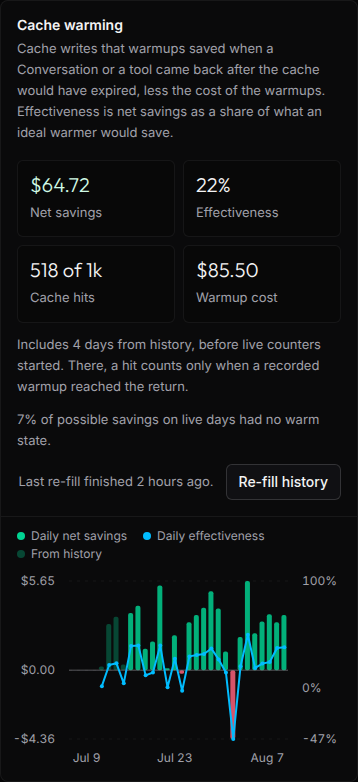 Cache warming
Cache writes that warmups saved when a
Conversation or a tool came back after the cache
would have expired, less the cost of the warmups.
Effectiveness is net savings as a share of what an
ideal warmer would save.
$64.72
Net savings
22%
Effectiveness
518 of 1k
Cache hits
$85.50
Warmup cost
Includes 4 days from history, before live counters
started. There, a hit counts only when a recorded
warmup reached the return.
7% of possible savings on live days had no warm
state.
Last re-fill finished 2 hours ago.
Re-fill history
Daily net savings
Daily effectiveness
From history
$5.65
100%
$0.00
0%
-$4.36
-47%
Jul 9
Jul 23
Aug 7